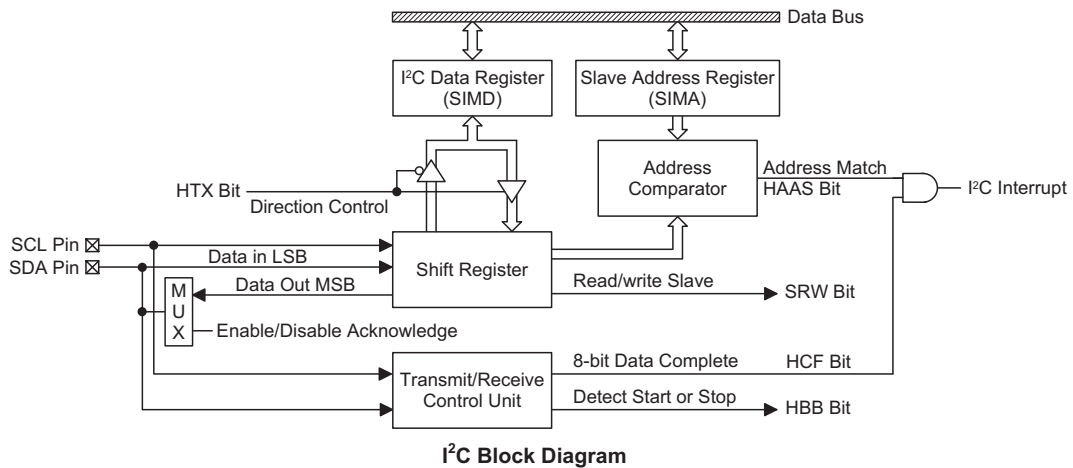 Data Bus
I²C Data Register
(SIMD)
Slave Address Register
(SIMA)
Address
Comparator
Address Match
HAAS Bit
I²C Interrupt
HTX Bit
Direction Control
SCL Pin
SDA Pin
Data in LSB
Shift Register
Data Out MSB
Read/write Slave
SRW Bit
M
U
X
Enable/Disable Acknowledge
Transmit/Receive
Control Unit
8-bit Data Complete
HCF Bit
Detect Start or Stop
HBB Bit
I²C Block Diagram